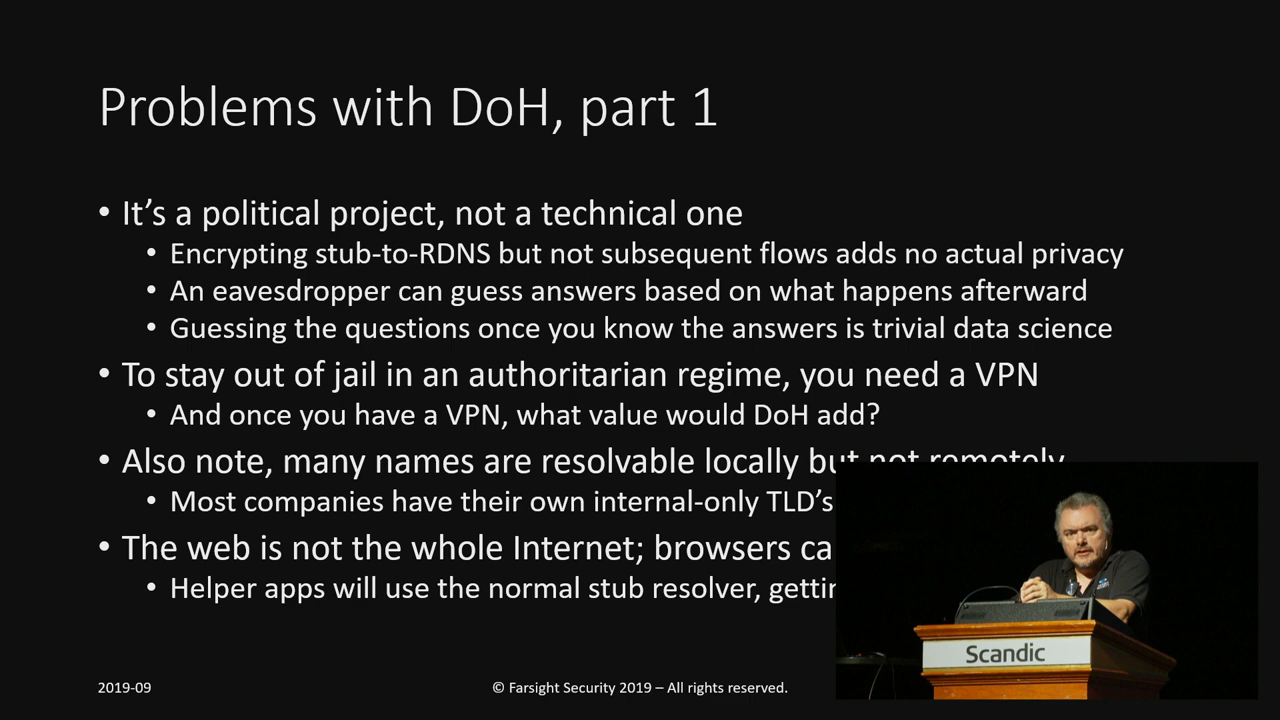 Problems with DoH, part 1
• It's a political project, not a technical one
• Encrypting stub-to-RDNS but not subsequent flows adds no actual privacy
• An eavesdropper can guess answers based on what happens afterward
• Guessing the questions once you know the answers is trivial data science
• To stay out of jail in an authoritarian regime, you need a VPN
• And once you have a VPN, what value would DoH add?
• Also note, many names are resolvable locally but not remotely
• Most companies have their own internal-only TLD's
• The web is not the whole Internet; browsers
• Helper apps will use the normal stub resolver,
Scandic
2019-09
© Farsight Security 2019 – All rights reserved.